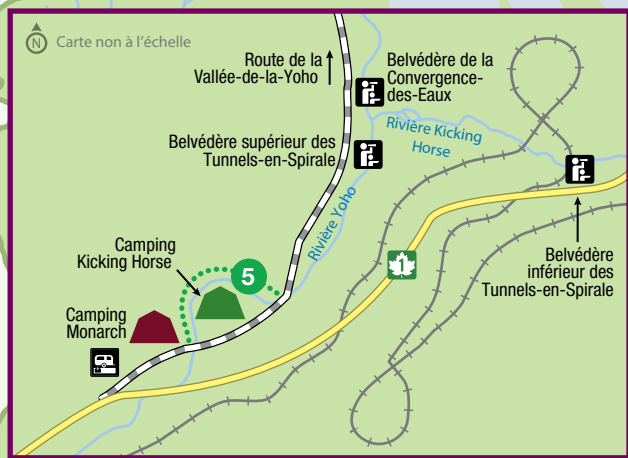 N
Carte non à l'échelle
Route de la
Vallée-de-la-Yoho
Belvédère de la
Convergence-
des-Eaux
Rivière Kicking
Horse
Belvédère supérieur des
Tunnels-en-Spirale
Rivière Yoho
Camping
Kicking Horse
5
1
Camping
Monarch
Belvédère
inférieur des
Tunnels-en-Spirale